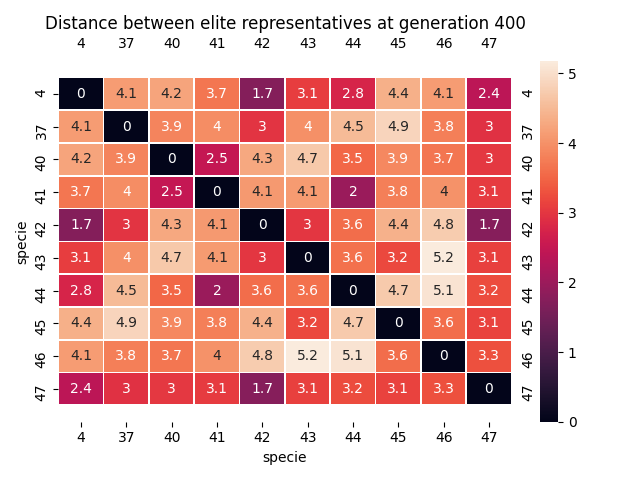 Distance between elite representatives at generation 400
4 37 40 41 42 43 44 45 46 47
4 0 4.1 4.2 3.7 1.7 3.1 2.8 4.4 4.1 2.4 4
37 4.1 0 3.9 4 3 4 4.5 4.9 3.8 3 37
40 4.2 3.9 0 2.5 4.3 4.7 3.5 3.9 3.7 3 40
41 3.7 4 2.5 0 4.1 4.1 2 3.8 4 3.1 41
42 1.7 3 4.3 4.1 0 3 3.6 4.4 4.8 1.7 42
43 3.1 4 4.7 4.1 3 0 3.6 3.2 5.2 3.1 43
44 2.8 4.5 3.5 2 3.6 3.6 0 4.7 5.1 3.2 44
45 4.4 4.9 3.9 3.8 4.4 3.2 4.7 0 3.6 3.1 45
46 4.1 3.8 3.7 4 4.8 5.2 5.1 3.6 0 3.3 46
47 2.4 3 3 3.1 1.7 3.1 3.2 3.1 3.3 0 47
4 37 40 41 42 43 44 45 46 47
specie
specie
5
4
3
2
1
0